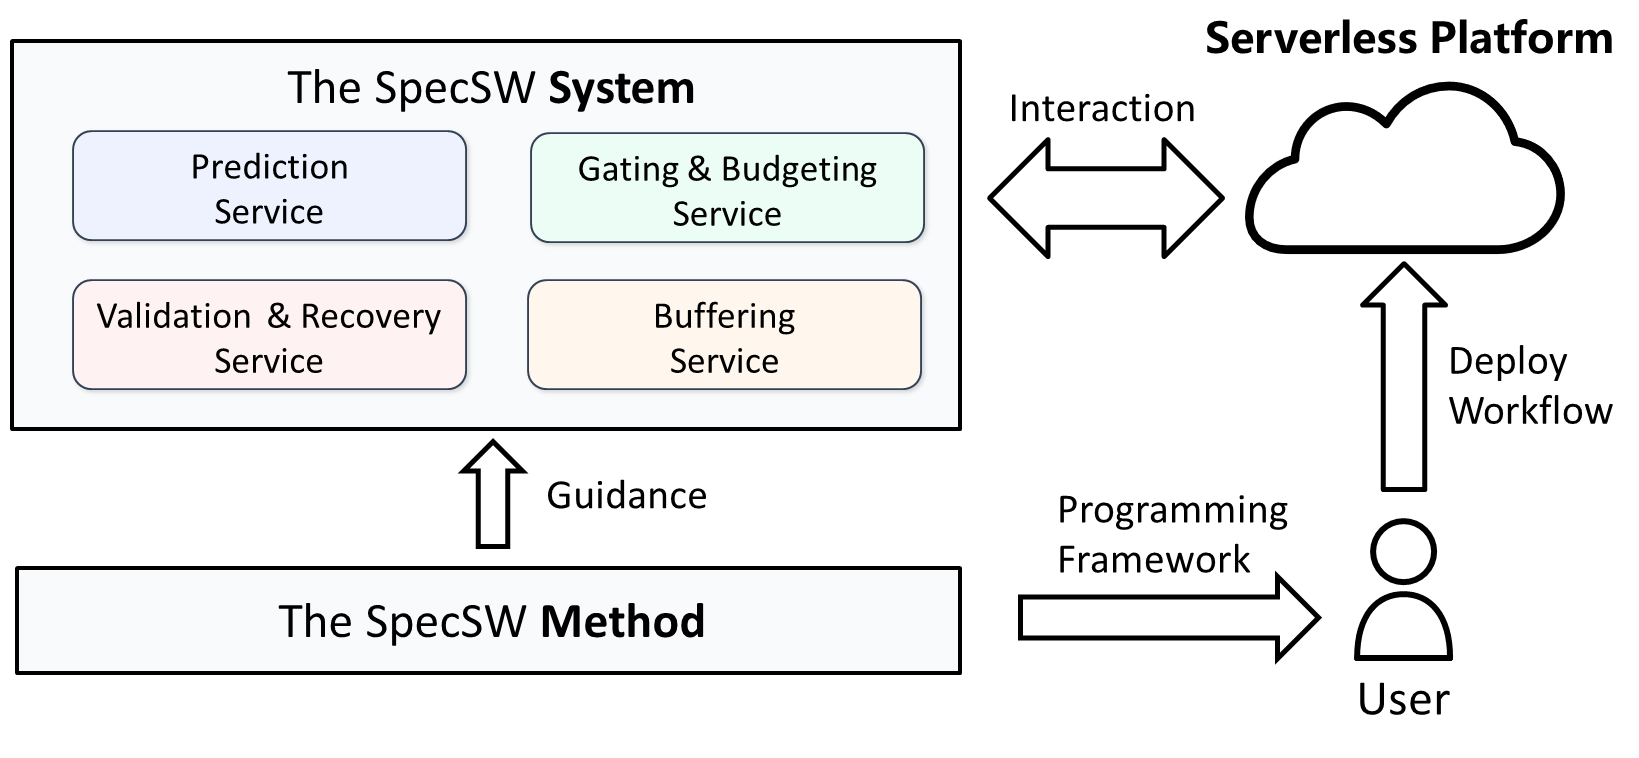 Serverless Platform
The SpecSW System
Prediction
Service
Gating & Budgeting
Service
Validation & Recovery
Service
Buffering
Service
Interaction
Deploy
Workflow
Guidance
Programming
Framework
The SpecSW Method
User